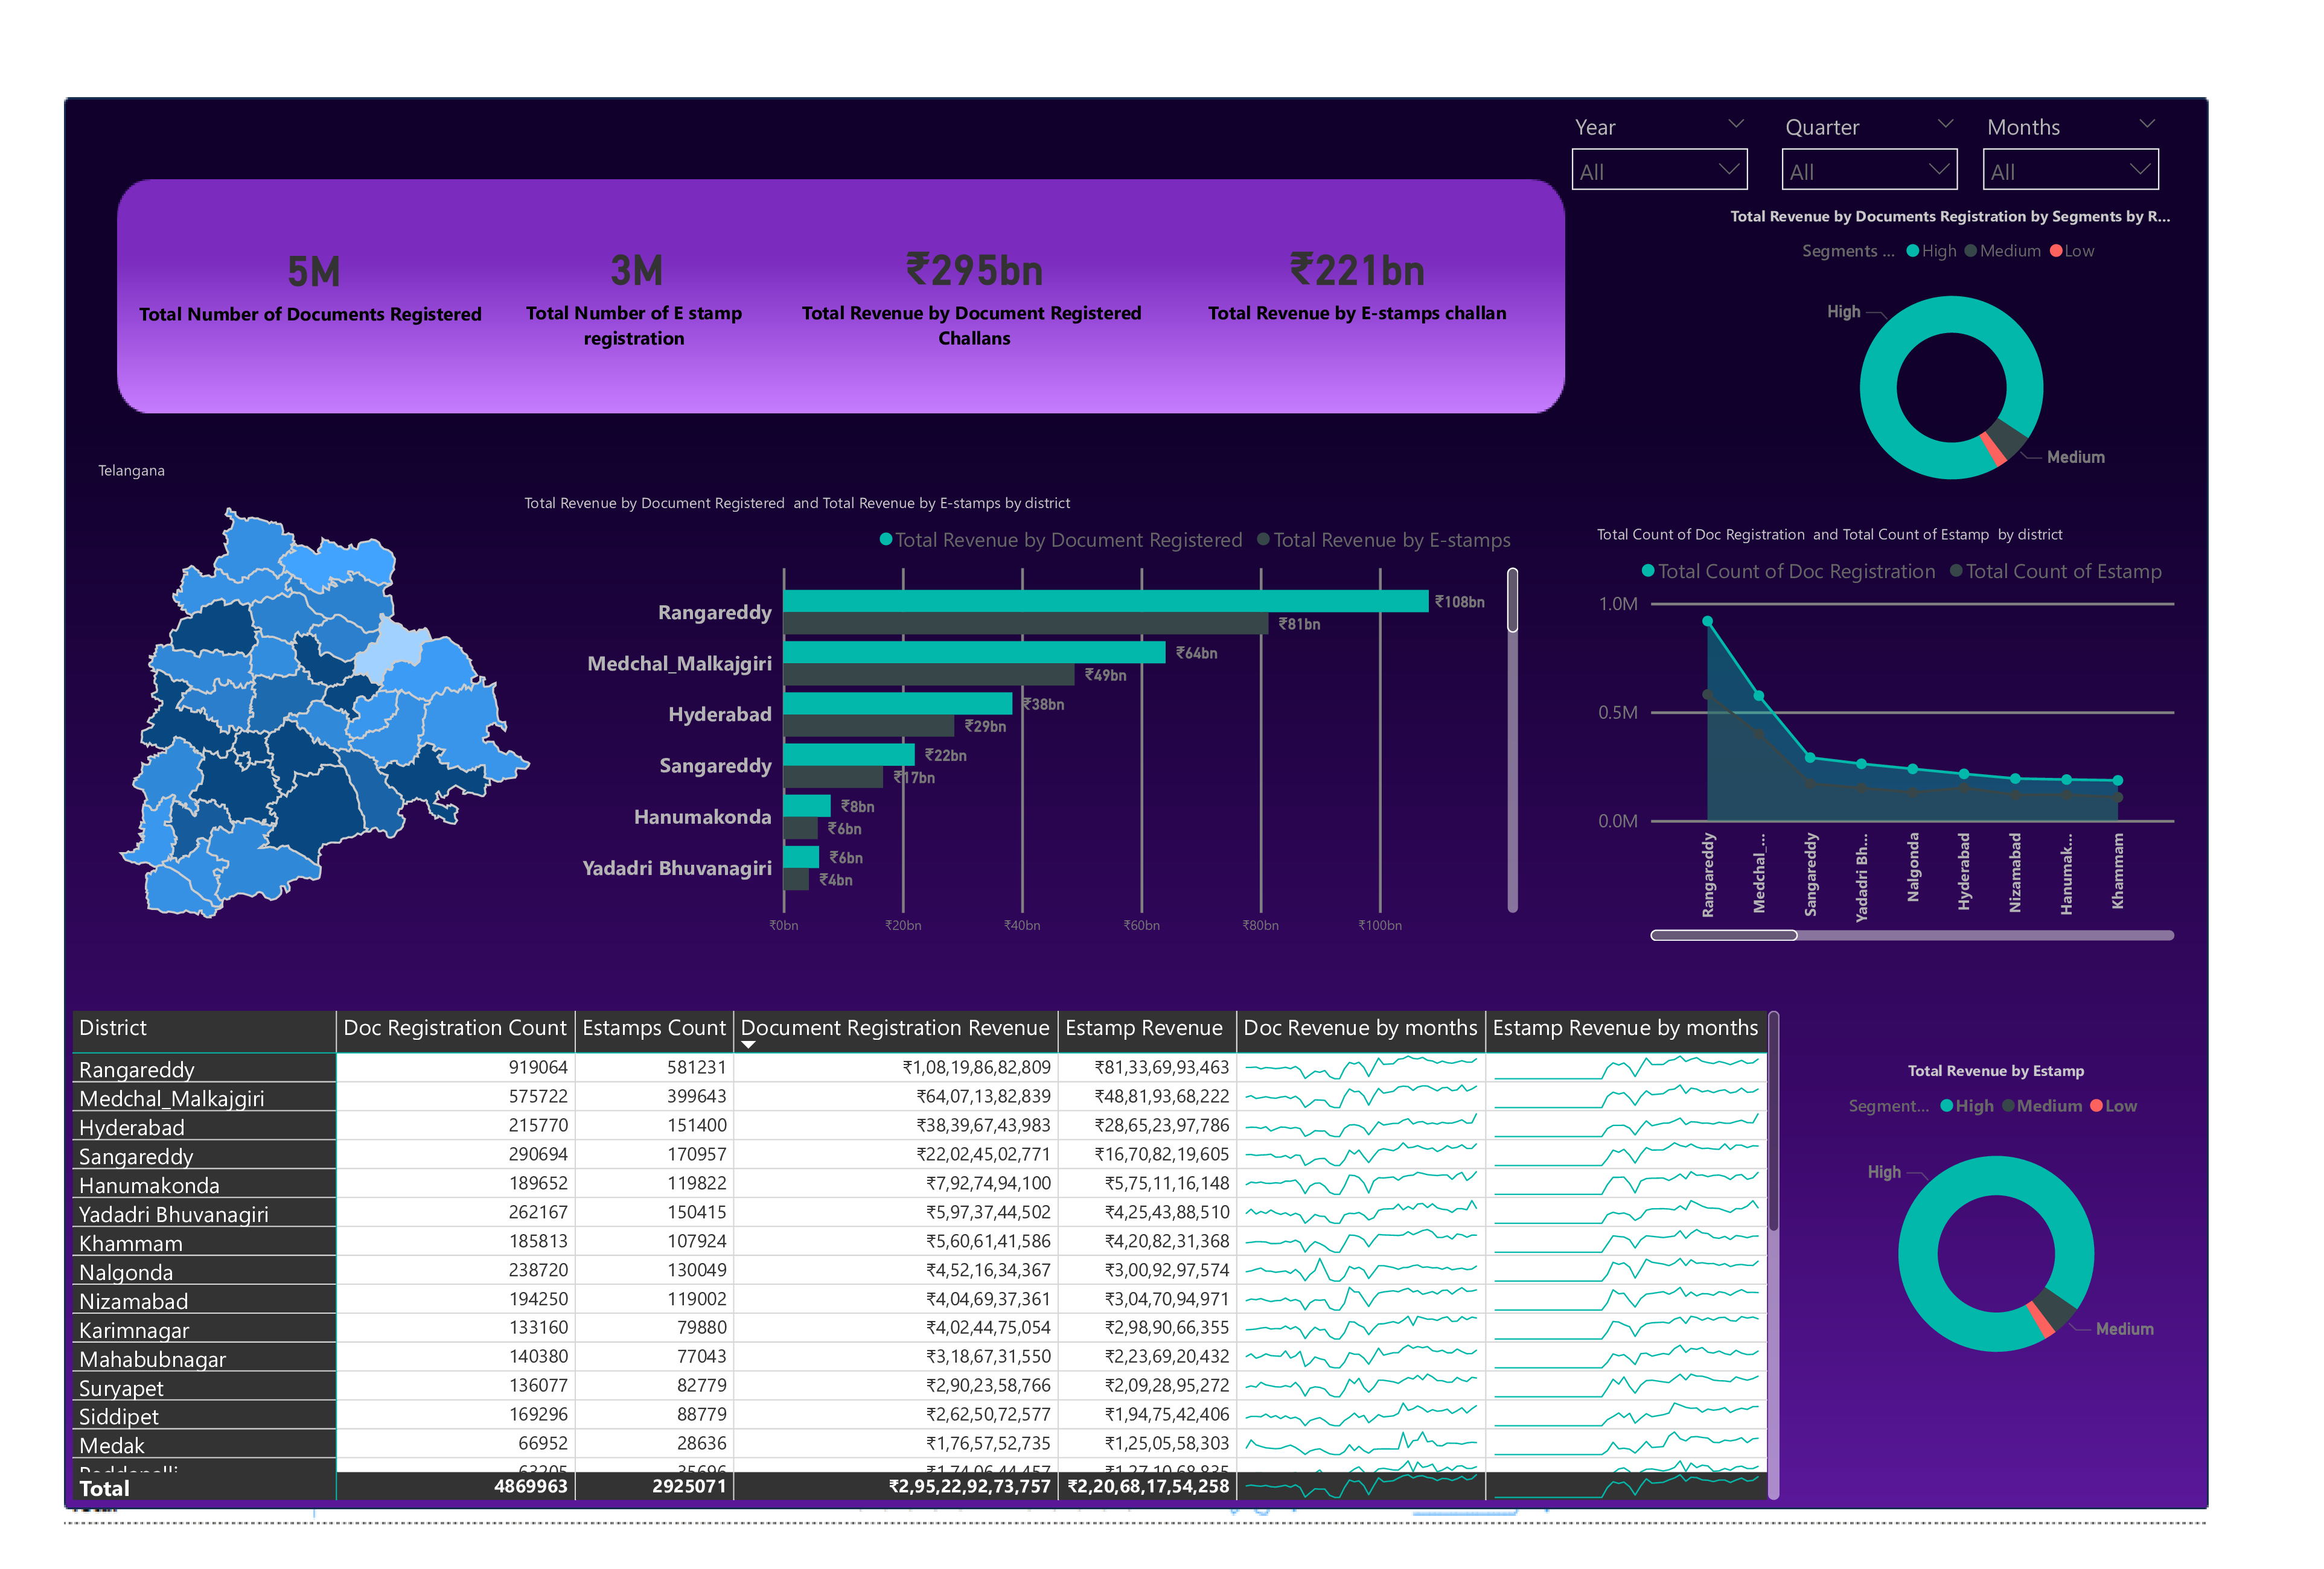 Year
Quarter
Months
All
All
All
5M
Total Number of Documents Registered
3M
Total Number of E stamp
registration
₹295bn
Total Revenue by Document Registered
Challans
₹221bn
Total Revenue by E-stamps challan
Total Revenue by Documents Registration by Segments by R...
Segments ... High Medium Low
High
Medium
Telangana
Total Revenue by Document Registered and Total Revenue by E-stamps by district
Total Revenue by Document Registered Total Revenue by E-stamps
Rangareddy ₹108bn
₹81bn
Medchal_Malkajgiri ₹64bn
₹49bn
Hyderabad ₹38bn
₹29bn
Sangareddy ₹22bn
₹17bn
Hanumakonda ₹8bn
₹6bn
Yadadri Bhuvanagiri ₹6bn
₹4bn
₹0bn ₹20bn ₹40bn ₹60bn ₹80bn ₹100bn
Total Count of Doc Registration and Total Count of Estamp by district
Total Count of Doc Registration Total Count of Estamp
1.0M
0.5M
0.0M
Rangareddy
Medchal_...
Sangareddy
Yadadri Bh...
Nalgonda
Hyderabad
Nizamabad
Hanumak...
Khammam
District Doc Registration Count Estamps Count Document Registration Revenue Estamp Revenue Doc Revenue by months Estamp Revenue by months
Rangareddy 919064 581231 ₹1,08,19,86,82,809 ₹81,33,69,93,463
Medchal_Malkajgiri 575722 399643 ₹64,07,13,82,839 ₹48,81,93,68,222
Hyderabad 215770 151400 ₹38,39,67,43,983 ₹28,65,23,97,786
Sangareddy 290694 170957 ₹22,02,45,02,771 ₹16,70,82,19,605
Hanumakonda 189652 119822 ₹7,92,74,94,100 ₹5,75,11,16,148
Yadadri Bhuvanagiri 262167 150415 ₹5,97,37,44,502 ₹4,25,43,88,510
Khammam 185813 107924 ₹5,60,61,41,586 ₹4,20,82,31,368
Nalgonda 238720 130049 ₹4,52,16,34,367 ₹3,00,92,97,574
Nizamabad 194250 119002 ₹4,04,69,37,361 ₹3,04,70,94,971
Karimnagar 133160 79880 ₹4,02,44,75,054 ₹2,98,90,66,355
Mahabubnagar 140380 77043 ₹3,18,67,31,550 ₹2,23,69,20,432
Suryapet 136077 82779 ₹2,90,23,58,766 ₹2,09,28,95,272
Siddipet 169296 88779 ₹2,62,50,72,577 ₹1,94,75,42,406
Medak 66952 28636 ₹1,76,57,52,735 ₹1,25,05,58,303
Total 4869963 2925071 ₹2,95,22,92,73,757 ₹2,20,68,17,54,258
Total Revenue by Estamp
Segment... High Medium Low
High
Medium